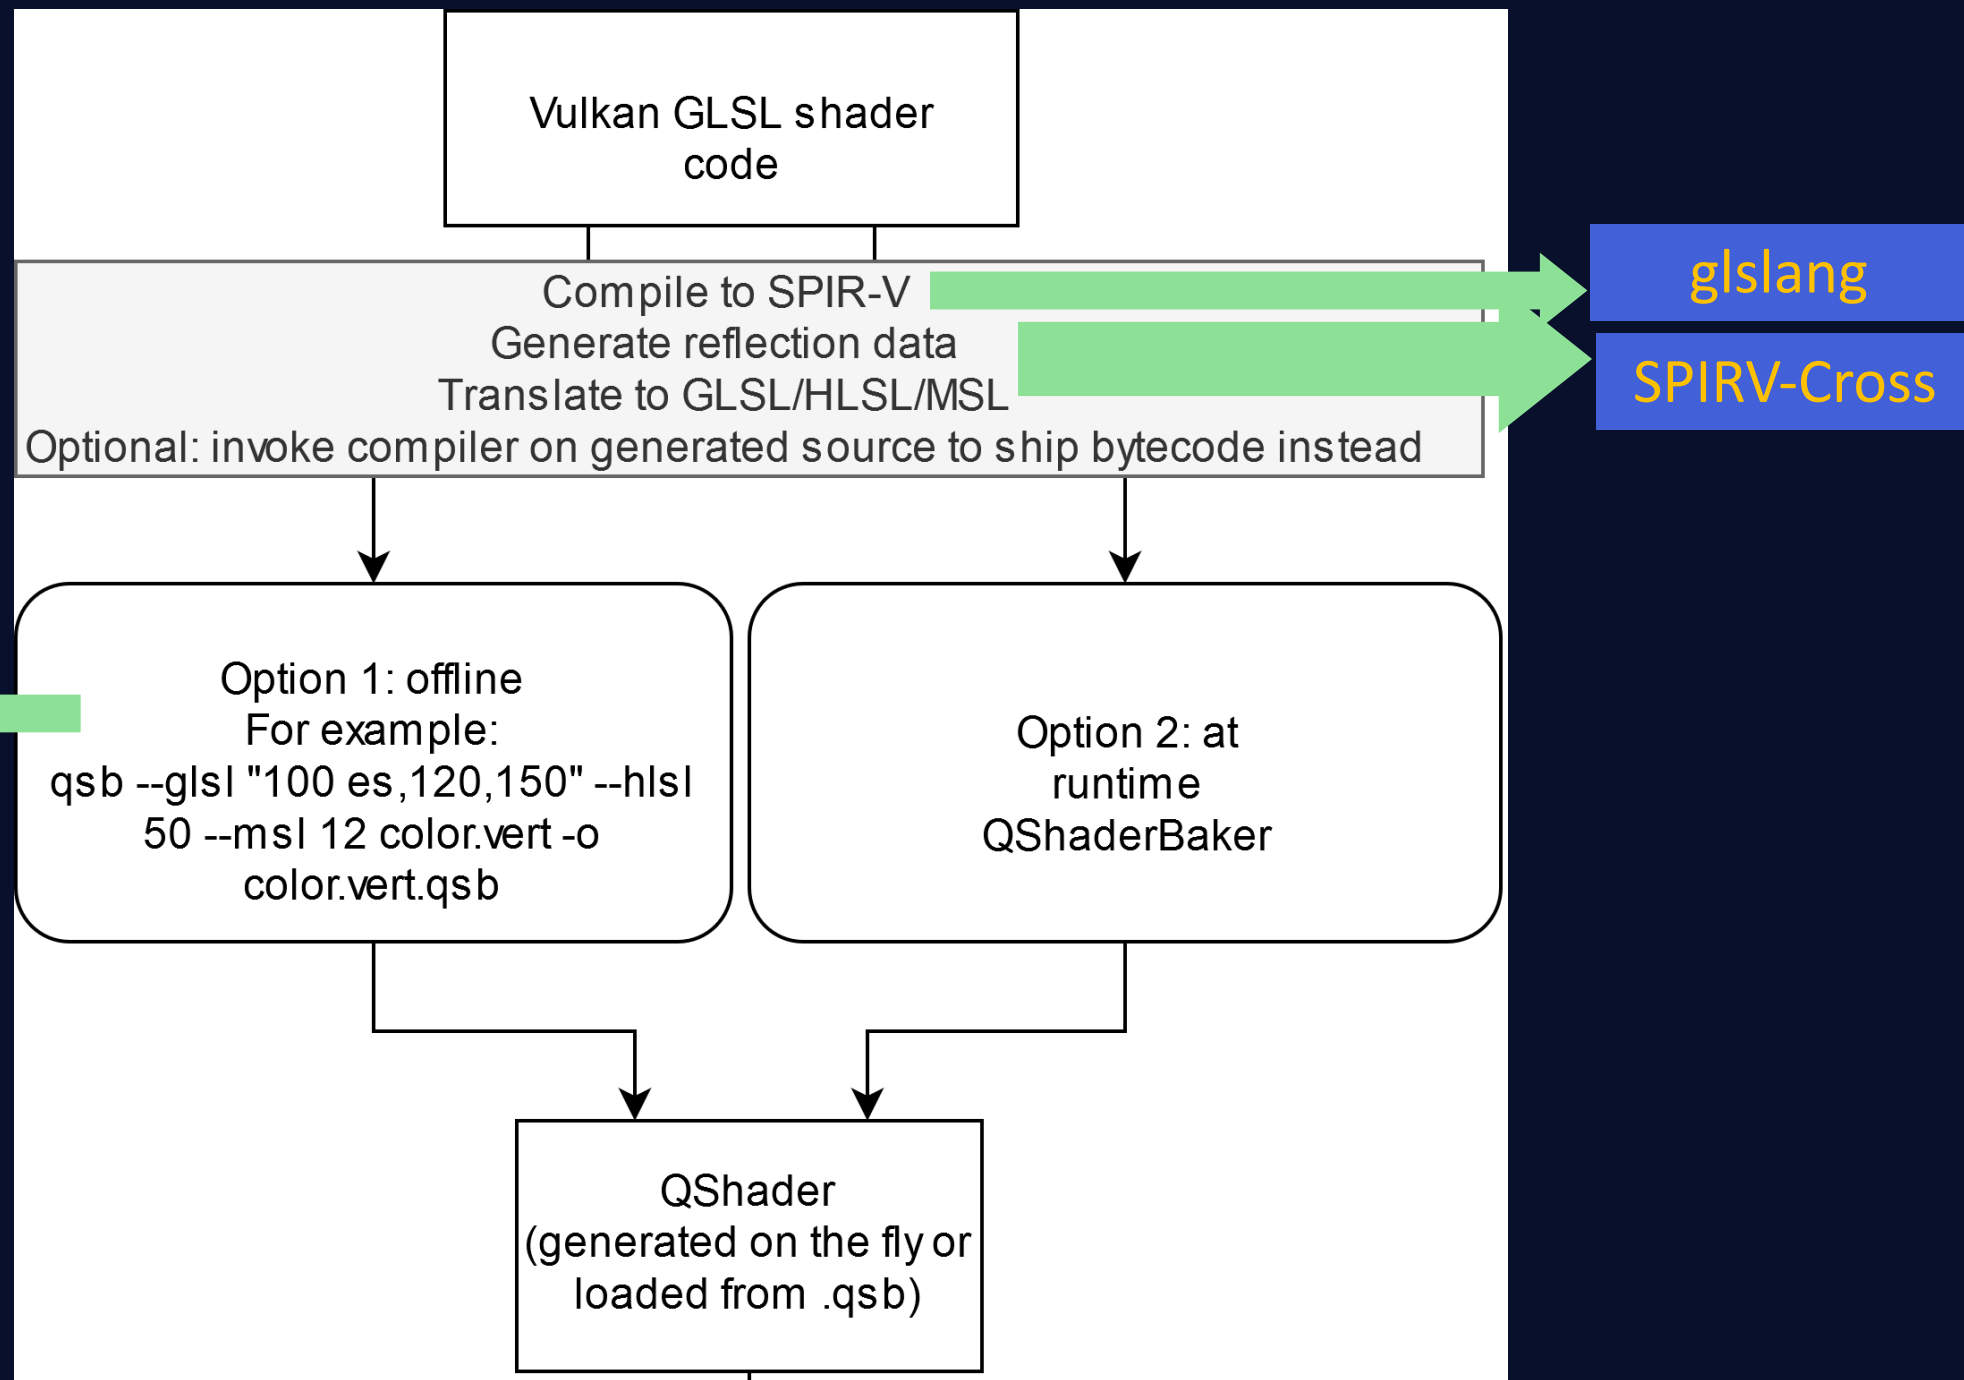 Vulkan GLSL shader
code
Compile to SPIR-V
glslang
Generate reflection data
Translate to GLSL/HLSL/MSL
SPIRV-Cross
Optional: invoke compiler on generated source to ship bytecode instead
Option 1: offline
For example:
qsb --glsl "100 es,120,150" --hlsl
50 --msl 12 color.vert -o
color.vert.qsb
Option 2: at
runtime
QShaderBaker
QShader
(generated on the fly or
loaded from .qsb)